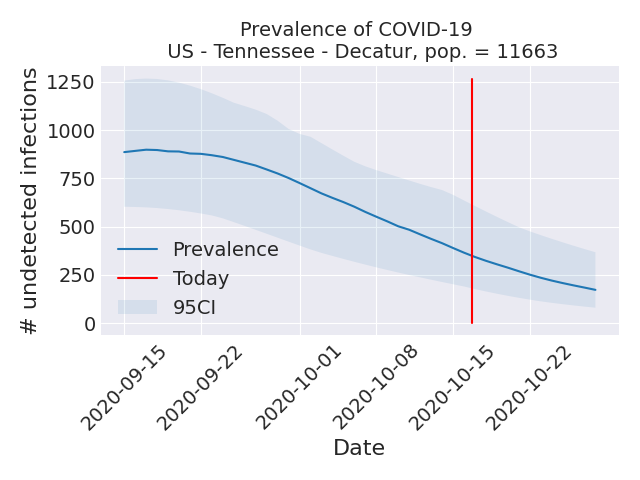 Prevalence of COVID-19
US - Tennessee - Decatur, pop. = 11663
# undetected infections
1250
1000
750
500
250
0
Prevalence
Today
95CI
2020-09-15
2020-09-22
2020-10-01
2020-10-08
2020-10-15
2020-10-22
Date